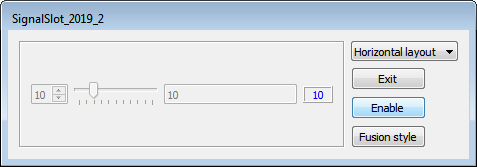 SignalSlot_2019_2
Horizontal layout
Exit
10 10 10
Enable
Fusion style